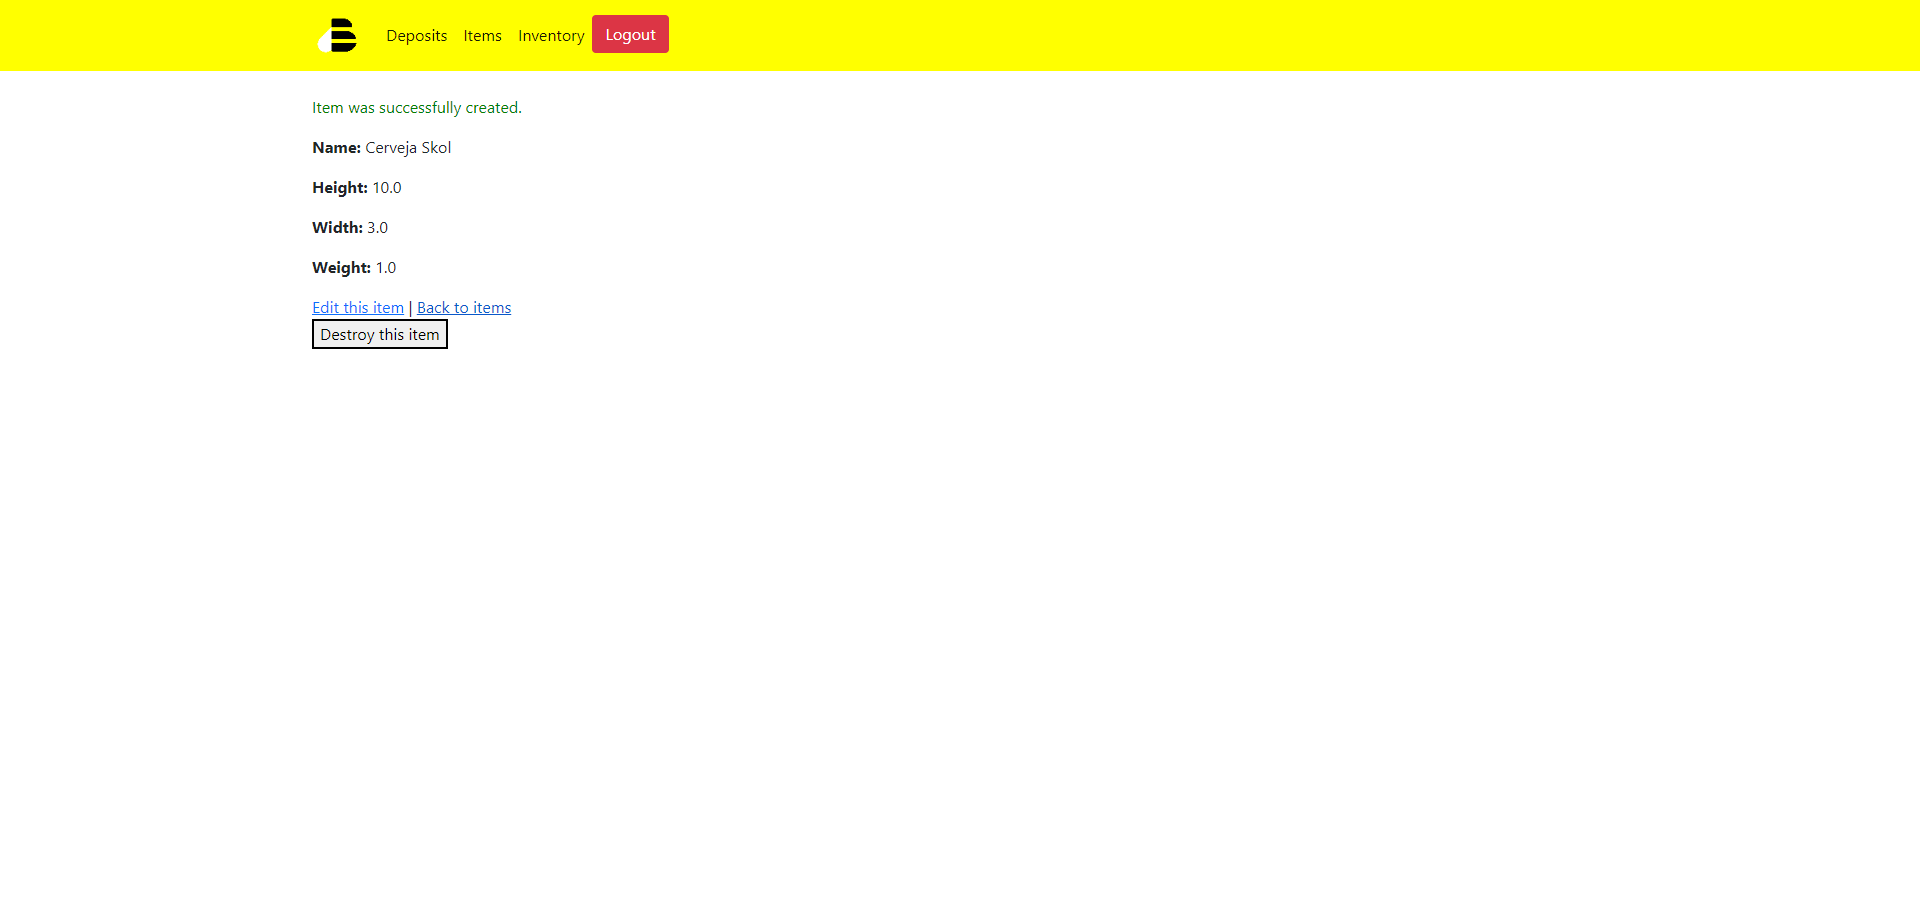 Deposits Items Inventory Logout
Item was successfully created.
Name: Cerveja Skol
Height: 10.0
Width: 3.0
Weight: 1.0
Edit this item | Back to items
Destroy this item